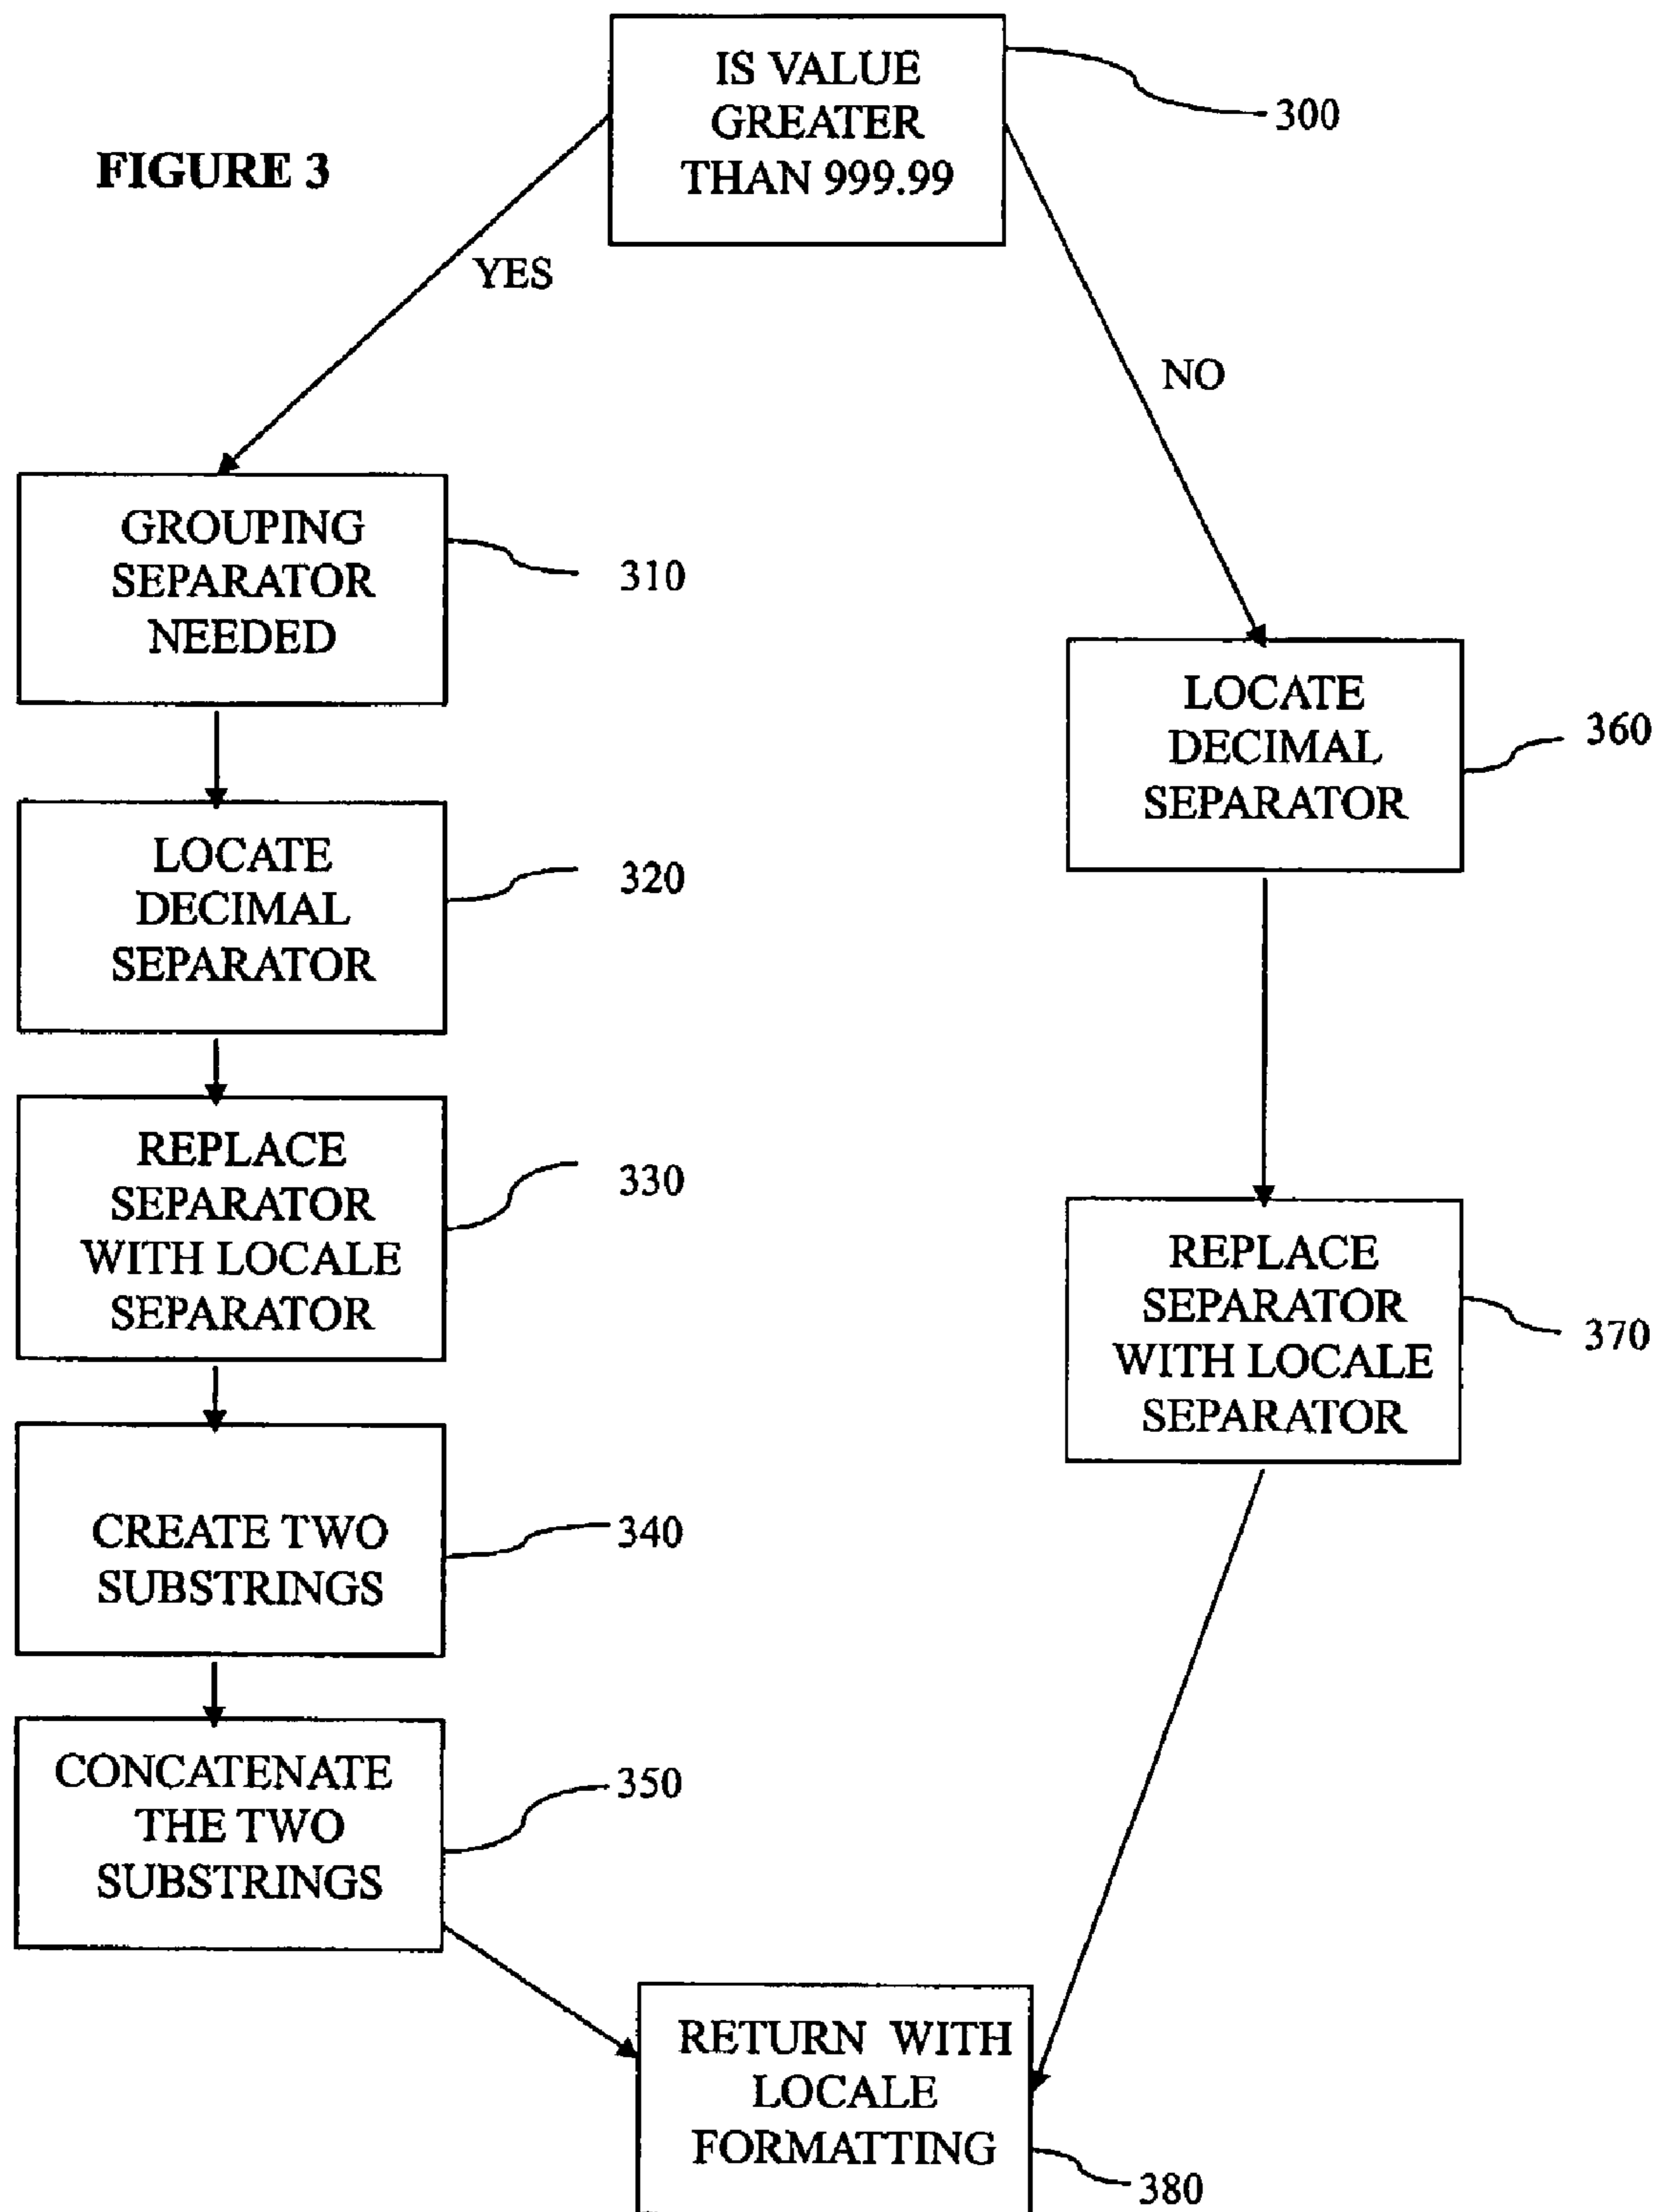 FIGURE 3
IS VALUE
GREATER
THAN 999.99
300
YES
NO
GROUPING
SEPARATOR
NEEDED
310
LOCATE
DECIMAL
SEPARATOR
320
REPLACE
SEPARATOR
WITH LOCALE
SEPARATOR
330
CREATE TWO
SUBSTRINGS
340
CONCATENATE
THE TWO
SUBSTRINGS
350
LOCATE
DECIMAL
SEPARATOR
360
REPLACE
SEPARATOR
WITH LOCALE
SEPARATOR
370
RETURN WITH
LOCALE
FORMATTING
380